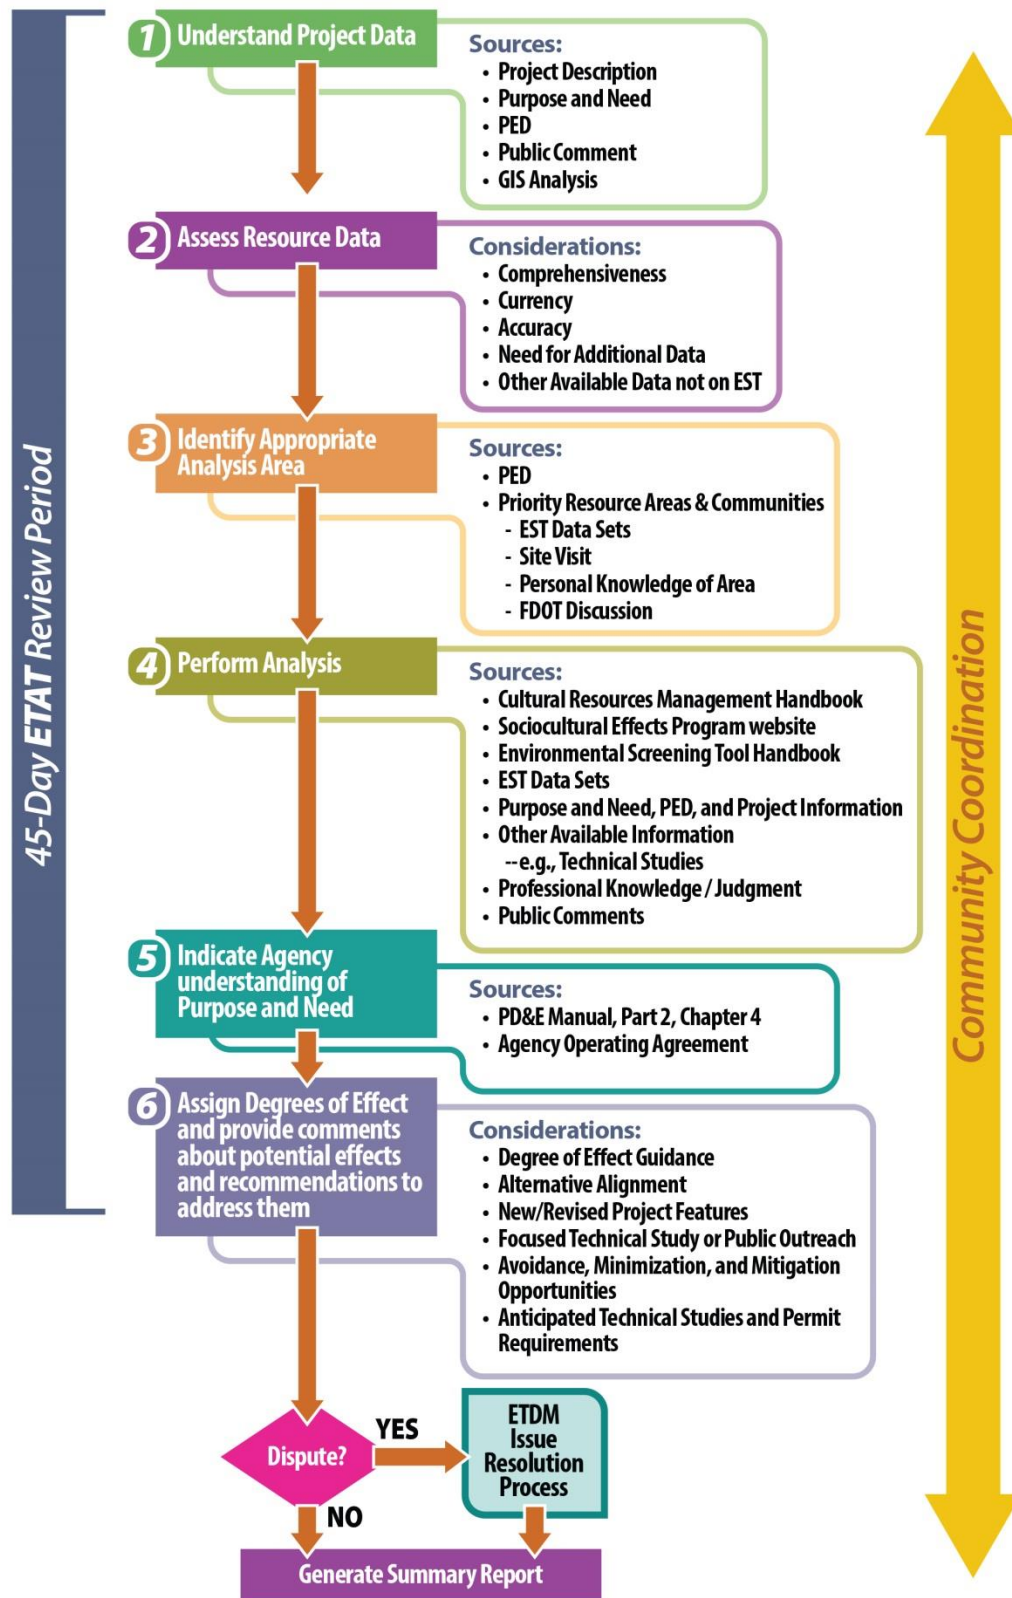 45-Day ETAT Review Period
1 Understand Project Data
Sources:
• Project Description
• Purpose and Need
• PED
• Public Comment
• GIS Analysis
2 Assess Resource Data
Considerations:
• Comprehensiveness
• Currency
• Accuracy
• Need for Additional Data
• Other Available Data not on EST
3 Identify Appropriate
Analysis Area
Sources:
• PED
• Priority Resource Areas & Communities
- EST Data Sets
- Site Visit
- Personal Knowledge of Area
- FDOT Discussion
4 Perform Analysis
Sources:
• Cultural Resources Management Handbook
• Sociocultural Effects Program website
• Environmental Screening Tool Handbook
• EST Data Sets
• Purpose and Need, PED, and Project Information
• Other Available Information
--e.g., Technical Studies
• Professional Knowledge / Judgment
• Public Comments
5 Indicate Agency
understanding of
Purpose and Need
Sources:
• PD&E Manual, Part 2, Chapter 4
• Agency Operating Agreement
6 Assign Degrees of Effect
and provide comments
about potential effects
and recommendations to
address them
Considerations:
• Degree of Effect Guidance
• Alternative Alignment
• New/Revised Project Features
• Focused Technical Study or Public Outreach
• Avoidance, Minimization, and Mitigation
Opportunities
• Anticipated Technical Studies and Permit
Requirements
Dispute?
YES
ETDM
Issue
Resolution
Process
NO
Generate Summary Report
Community Coordination